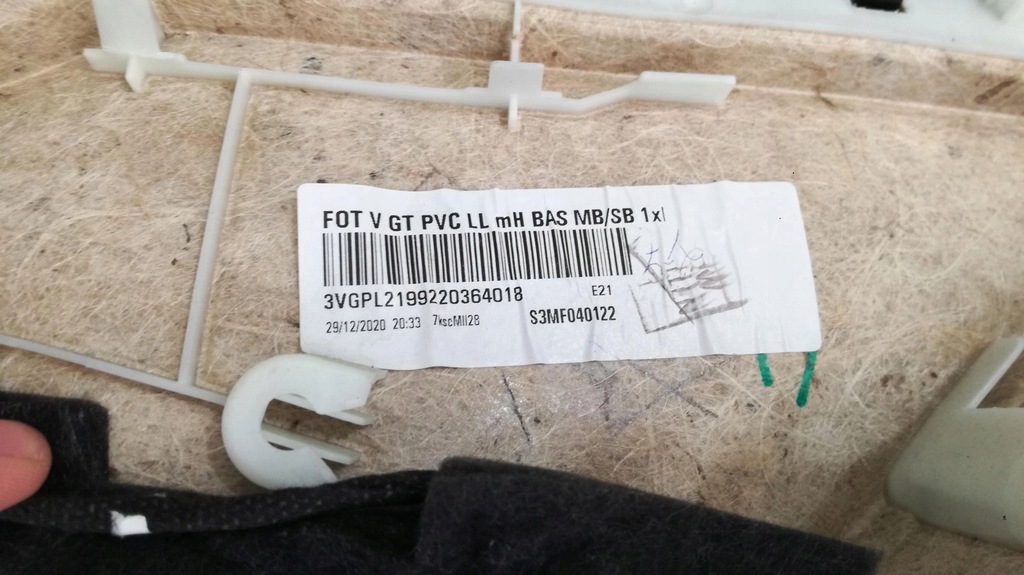 FOT V GT PVC LL mH BAS MB/SB 1x
3VGPL2199220364018
E21
29/12/2020 20:33 7kscMII28 S3MF040122